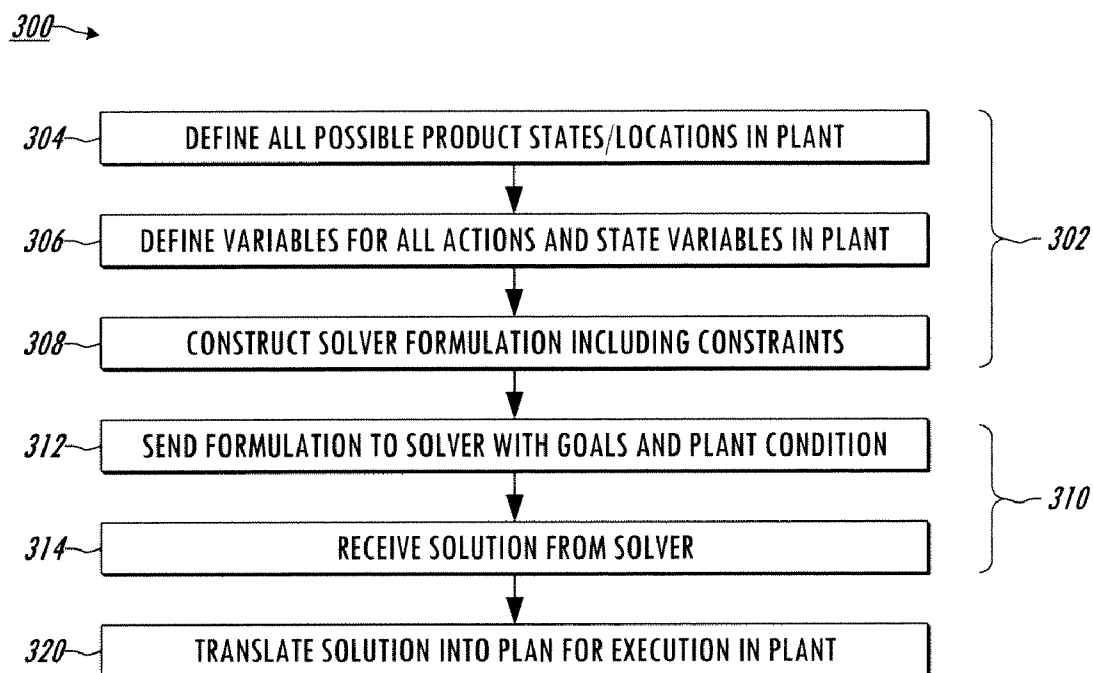 300
304 DEFINE ALL POSSIBLE PRODUCT STATES/LOCATIONS IN PLANT
306 DEFINE VARIABLES FOR ALL ACTIONS AND STATE VARIABLES IN PLANT
302
308 CONSTRUCT SOLVER FORMULATION INCLUDING CONSTRAINTS
312 SEND FORMULATION TO SOLVER WITH GOALS AND PLANT CONDITION
310
314 RECEIVE SOLUTION FROM SOLVER
320 TRANSLATE SOLUTION INTO PLAN FOR EXECUTION IN PLANT